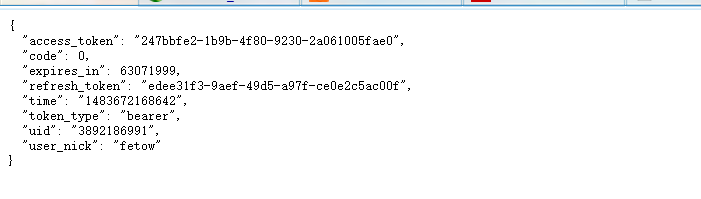 {
"access_token": "247bbfe2-1b9b-4f80-9230-2a061005fae0",
"code": 0,
"expires_in": 63071999,
"refresh_token": "edee31f3-9aef-49d5-a97f-ce0e2c5ac00f",
"time": "1483672168642",
"token_type": "bearer",
"uid": "3892186991",
"user_nick": "fetow"
}